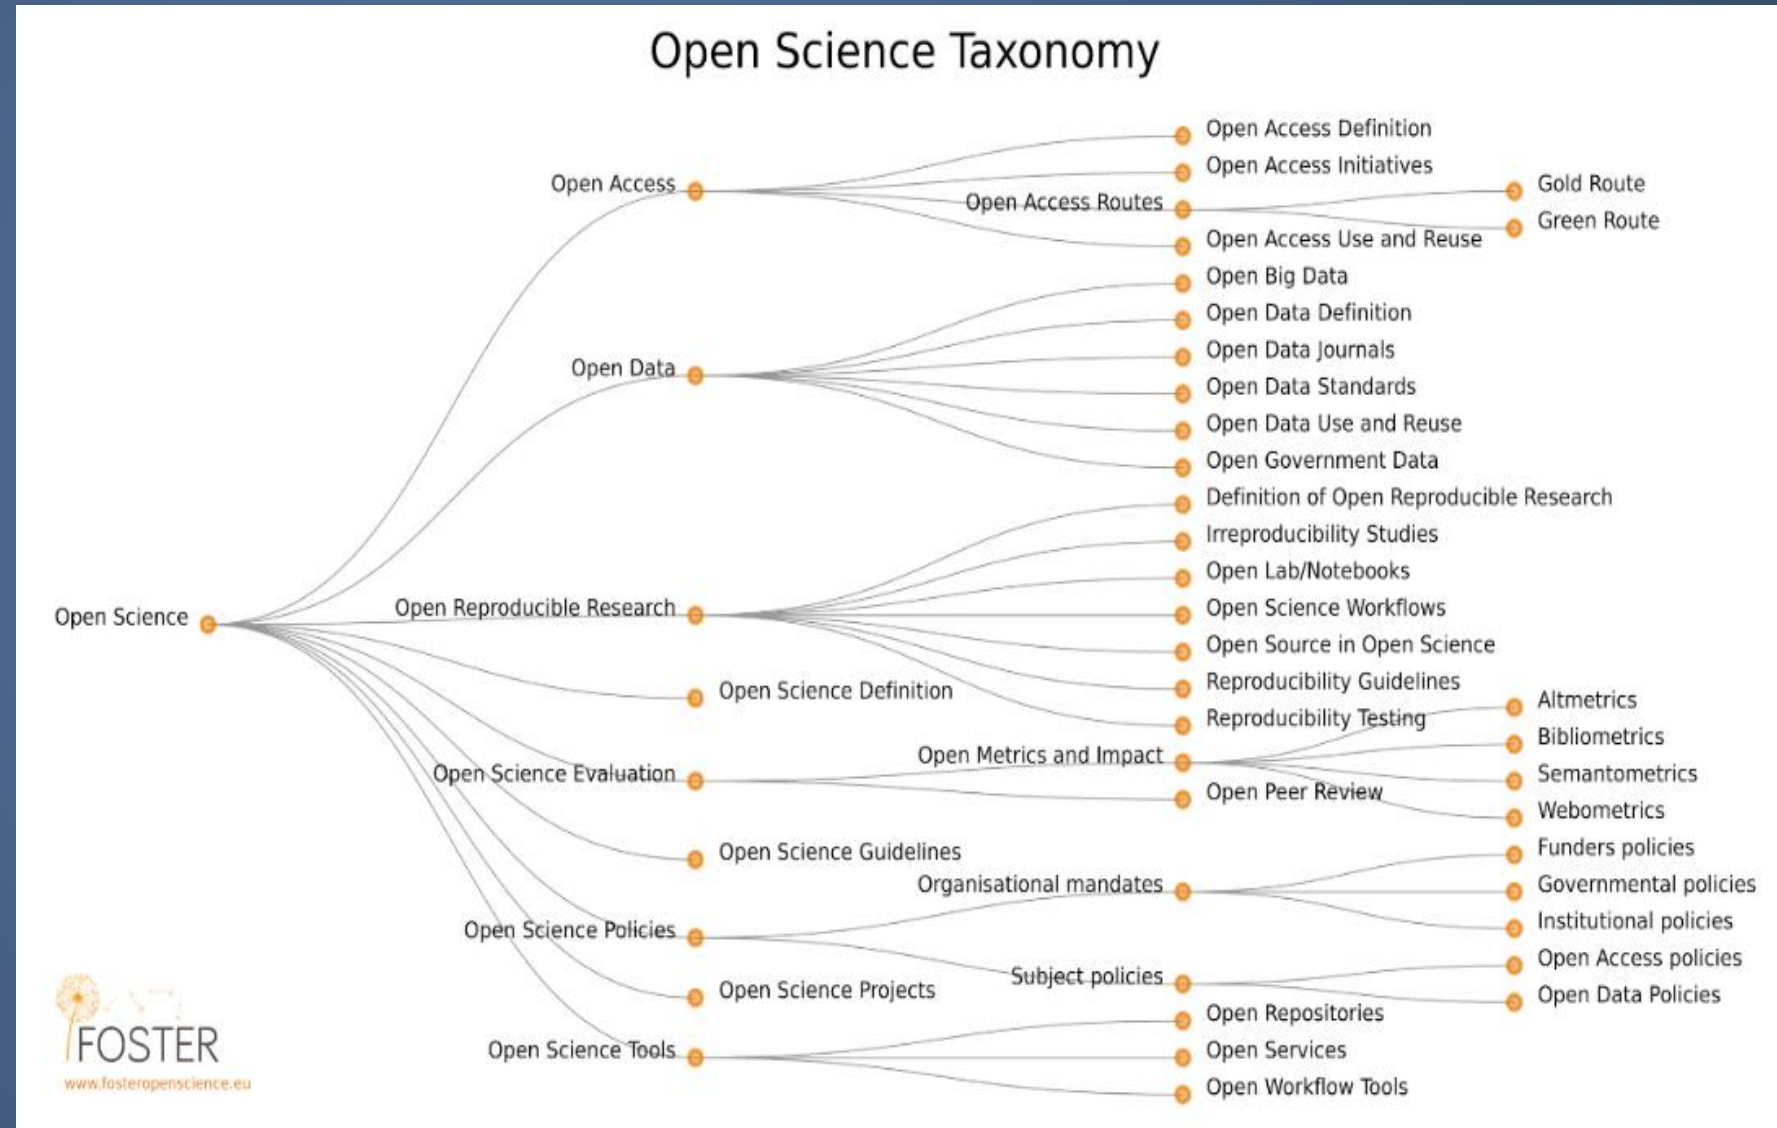 Open Science Taxonomy
Open Science
Open Access
Open Access Definition
Open Access Initiatives
Open Access Routes
Gold Route
Green Route
Open Access Use and Reuse
Open Data
Open Big Data
Open Data Definition
Open Data Journals
Open Data Standards
Open Data Use and Reuse
Open Government Data
Open Reproducible Research
Definition of Open Reproducible Research
Irreproducibility Studies
Open Lab/Notebooks
Open Science Workflows
Open Source in Open Science
Reproducibility Guidelines
Reproducibility Testing
Open Science Definition
Open Science Evaluation
Open Metrics and Impact
Altmetrics
Bibliometrics
Semantometrics
Webometrics
Open Peer Review
Open Science Guidelines
Open Science Policies
Organisational mandates
Funders policies
Governmental policies
Institutional policies
Subject policies
Open Access policies
Open Data Policies
Open Science Projects
Open Science Tools
Open Repositories
Open Services
Open Workflow Tools
FOSTER
www.fosteropenscience.eu